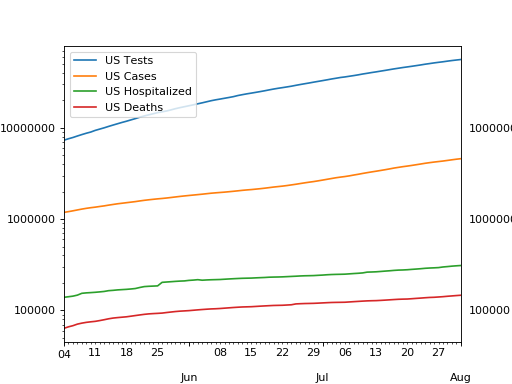 US Tests
US Cases
US Hospitalized
US Deaths
10000000
1000000
100000
1000000
1000000
100000
04 11 18 25 08 15 22 29 06 13 20 27
Jun Jul Aug